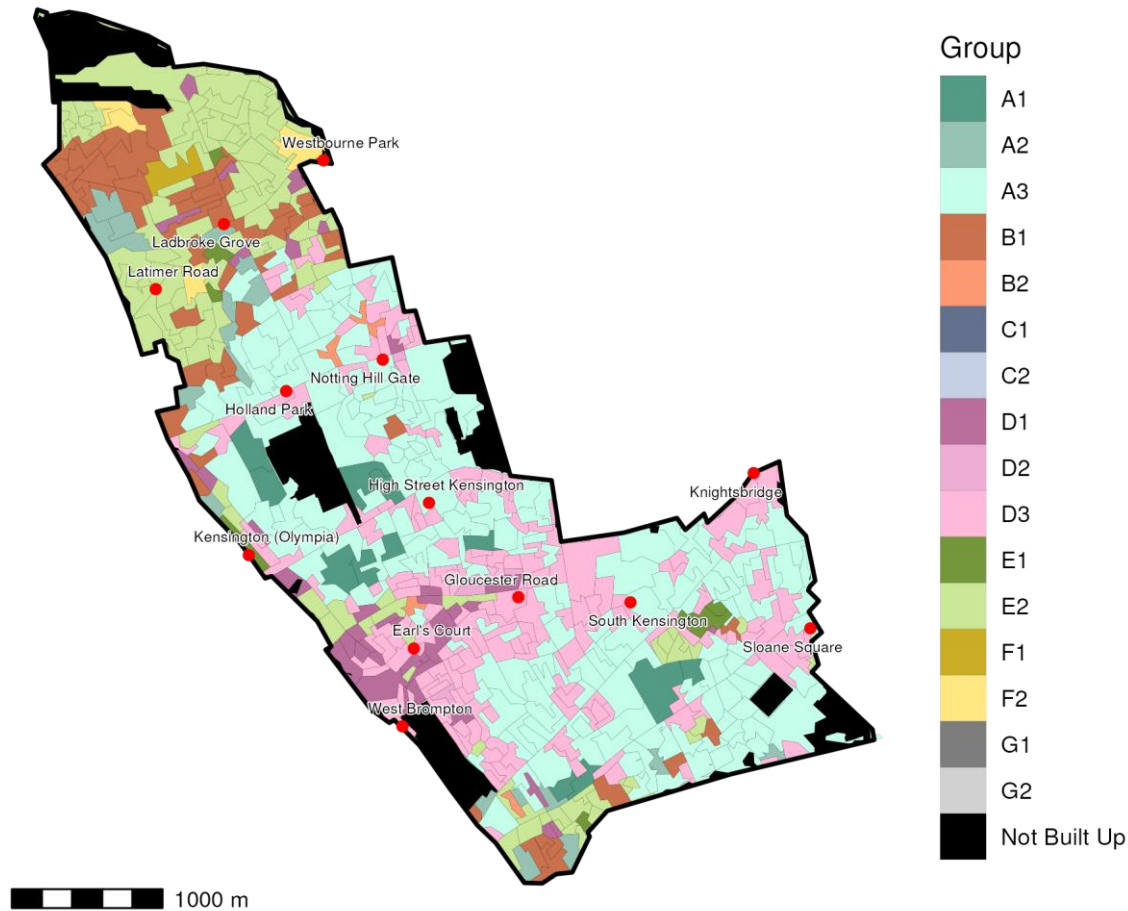 Group
A1
A2
A3
B1
B2
C1
C2
D1
D2
D3
E1
E2
F1
F2
G1
G2
Not Built Up
Westbourne Park
Ladbroke Grove
Latimer Road
Notting Hill Gate
Holland Park
High Street Kensington
Knightsbridge
Kensington (Olympia)
Gloucester Road
South Kensington
Earl's Court
Sloane Square
West Brompton
1000 m